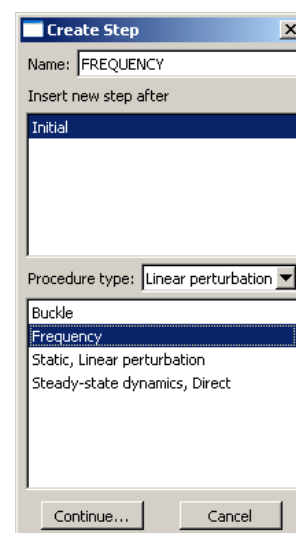 Create Step
Name: FREQUENCY
Insert new step after
Initial
Procedure type: Linear perturbation
Buckle
Frequency
Static, Linear perturbation
Steady-state dynamics, Direct
Continue... Cancel